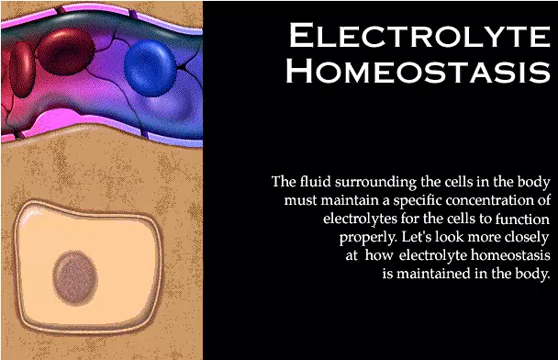 ELECTROLYTE
HOMEOSTASIS
The fluid surrounding the cells in the body
must maintain a specific concentration of
electrolytes for the cells to function
properly. Let's look more closely
at how electrolyte homeostasis
is maintained in the body.